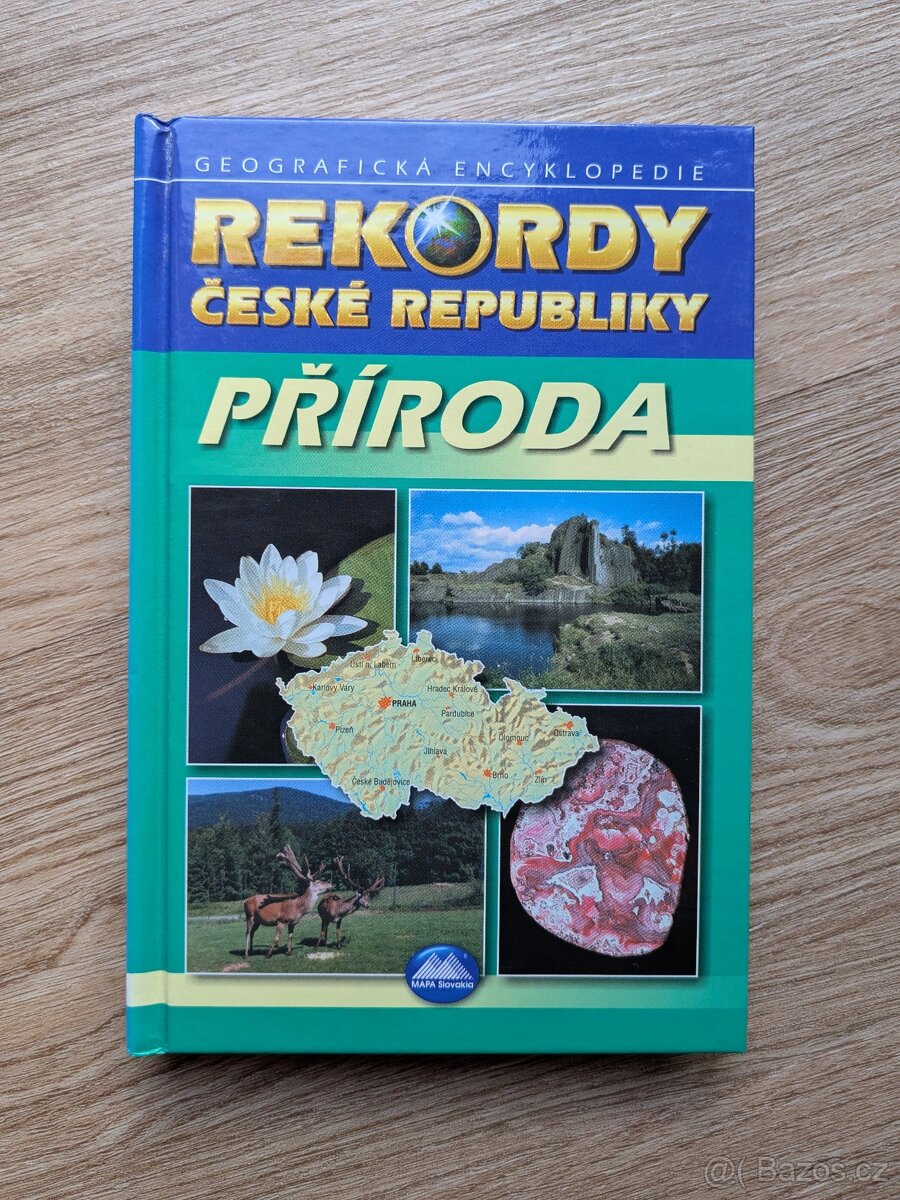 GEOGRAFICKÁ ENCYKLOPEDIE
REKORDY
ČESKÉ REPUBLIKY
PŘÍRODA
Ústí n. Labem
Liberec
Karlovy Vary
Hradec Králové
PRAHA
Pardubice
Plzeň
Olomouc
Ostrava
Jihlava
České Budějovice
Brno
Zlín
MAPA Slovakia
®
@( Bazos.cz